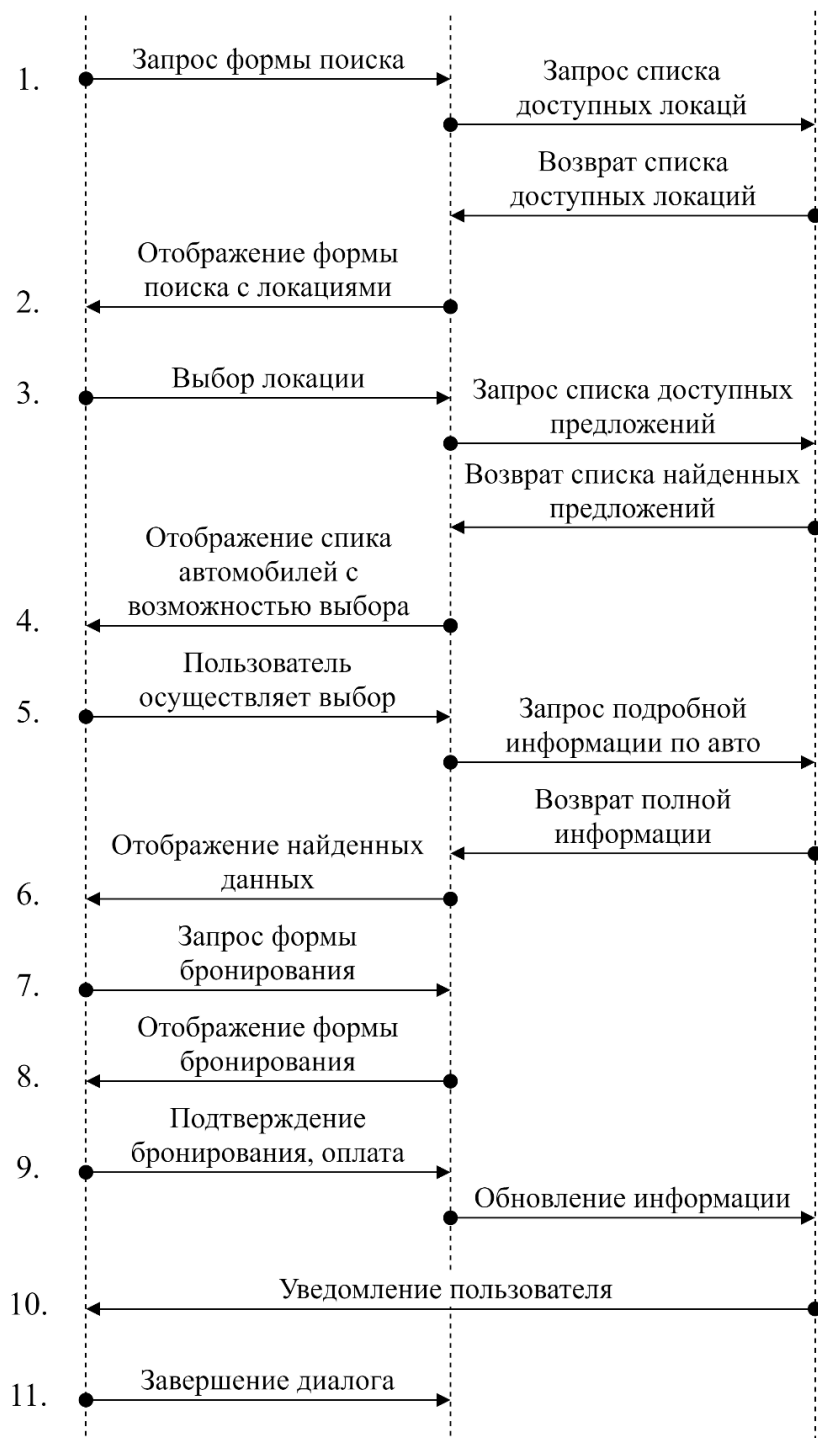 1.
Запрос формы поиска
Запрос списка
доступных локацй
Возврат списка
доступных локаций
Отображение формы
поиска с локациями
2.
3.
Выбор локации
Запрос списка доступных
предложений
Возврат списка найденных
предложений
Отображение спика
автомобилей с
возможностью выбора
4.
Пользователь
осуществляет выбор
5.
Запрос подробной
информации по авто
Возврат полной
информации
Отображение найденных
данных
6.
Запрос формы
бронирования
7.
Отображение формы
бронирования
8.
Подтверждение
бронирования, оплата
9.
Обновление информации
Уведомление пользователя
10.
Завершение диалога
11.